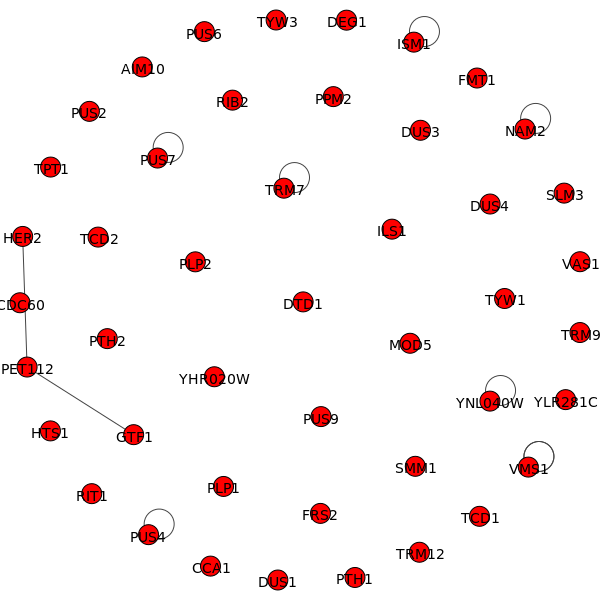 TYW3
DEG1
PUS6
ISM1
AIM10
FMT1
RIB2
PPM2
PUS2
DUS3
NAM2
PUS7
TPT1
TRM7
SLM3
DUS4
ILS1
HER2
TCD2
PLP2
VAS1
TYW1
CDC60
DTD1
TRM9
PTH2
MOD5
PET112
YHR020W
YNL040W
YLR281C
PUS9
HTS1
GTF1
SMM1
VMS1
PLP1
RIT1
FRS2
TCD1
PUS4
TRM12
CCA1
DUS1
PTH1